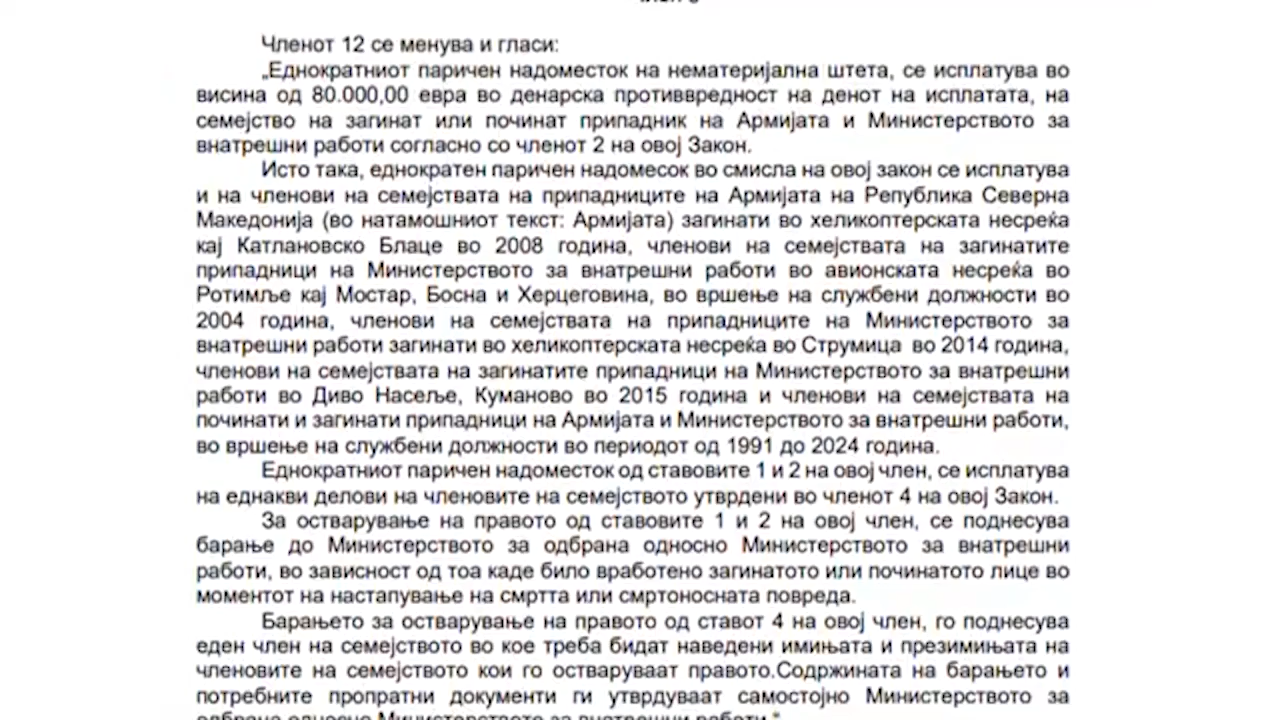 Членот 12 се менува и гласи:
„Еднократниот паричен надоместок на нематеријална штета, се исплатува во
висина од 80.000,00 евра во денарска противвредност на денот на исплатата, на
семејство на загинат или починат припадник на Армијата и Министерството за
внатрешни работи согласно со членот 2 на овој Закон.
Исто така, еднократен паричен надомесок во смисла на овој закон се исплатува
и на членови на семејствата на припадниците на Армијата на Република Северна
Македонија (во натамошниот текст: Армијата) загинати во хеликоптерската несреќа
кај Катлановско Блаце во 2008 година, членови на семејствата на загинатите
припадници на Министерството за внатрешни работи во авионската несреќа во
Ротимље кај Мостар, Босна и Херцеговина, во вршење на службени должности во
2004 година, членови на семејствата на припадниците на Министерството за
внатрешни работи загинати во хеликоптерската несреќа во Струмица во 2014 година,
членови на семејствата на загинатите припадници на Министерството за внатрешни
работи во Диво Насеље, Куманово во 2015 година и членови на семејствата на
починати и загинати припадници на Армијата и Министерството за внатрешни работи,
во вршење на службени должности во периодот од 1991 до 2024 година.
Еднократниот паричен надоместок од ставовите 1 и 2 на овој член, се исплатува
на еднакви делови на членовите на семејството утврдени во членот 4 на овој Закон.
За остварување на правото од ставовите 1 и 2 на овој член, се поднесува
барање до Министерството за одбрана односно Министерството за внатрешни
работи, во зависност од тоа каде било вработено загинатото или починатото лице во
моментот на настапување на смртта или смртоносната повреда.
Барањето за остварување на правото од ставот 4 на овој член, го поднесува
еден член на семејството во кое треба бидат наведени имињата и презимињата на
членовите на семејството кои го остваруваат правото.Содржината на барањето и
потребните пропратни документи ги утврдуваат самостојно Министерството за
одбрана односно Министерството за внатрешни работи.“